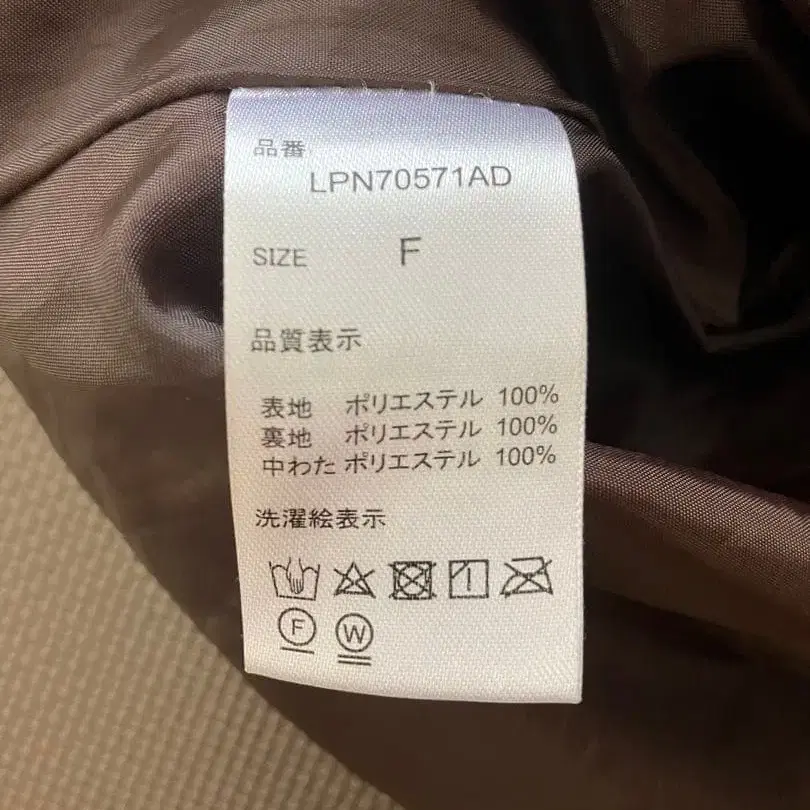 品番
LPN70571AD
SIZE F
品質表示
表地 ポリエステル 100%
裏地 ポリエステル 100%
中わた ポリエステル 100%
洗濯絵表示
F
W